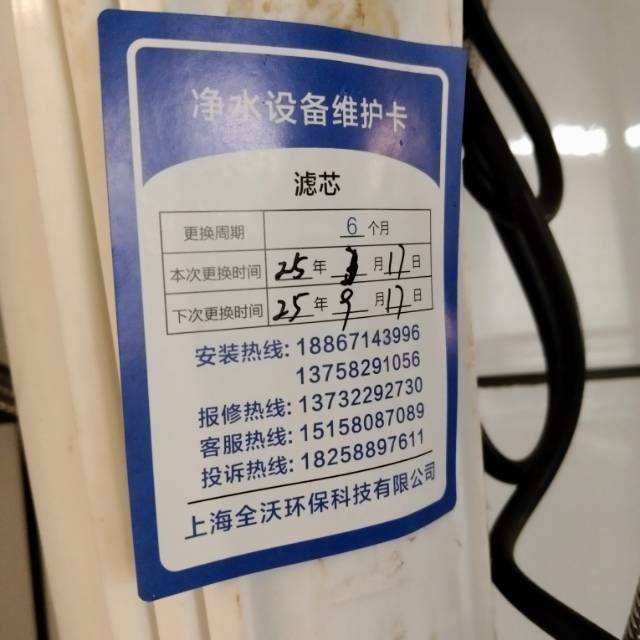 净水设备维护卡
滤芯
更换周期 6 个月
本次更换时间 25 年 月 17 日
下次更换时间 25 年 9 月 17 日
安装热线: 18867143996
13758291056
报修热线: 13732292730
客服热线: 15158087089
投诉热线: 18258897611
上海全沃环保科技有限公司